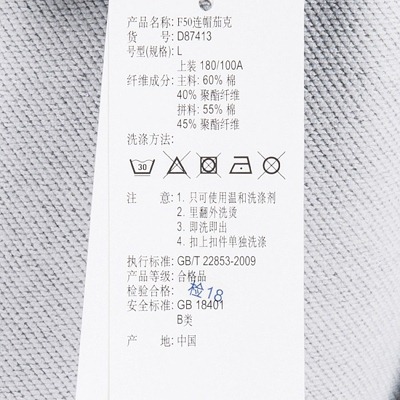 产品名称: F50连帽茄克
货 号: D87413
号型(规格): L
上装 180/100A
纤维成分: 主料: 60% 棉
40% 聚酯纤维
拼料: 55% 棉
45% 聚酯纤维
洗涤方法:
30
注 意: 1. 只可使用温和洗涤剂
2. 里翻外洗烫
3. 即洗即出
4. 扣上扣件单独洗涤
执行标准: GB/T 22853-2009
产品等级: 合格品
检验合格: 检18
安全标准: GB 18401
B类
产 地: 中国